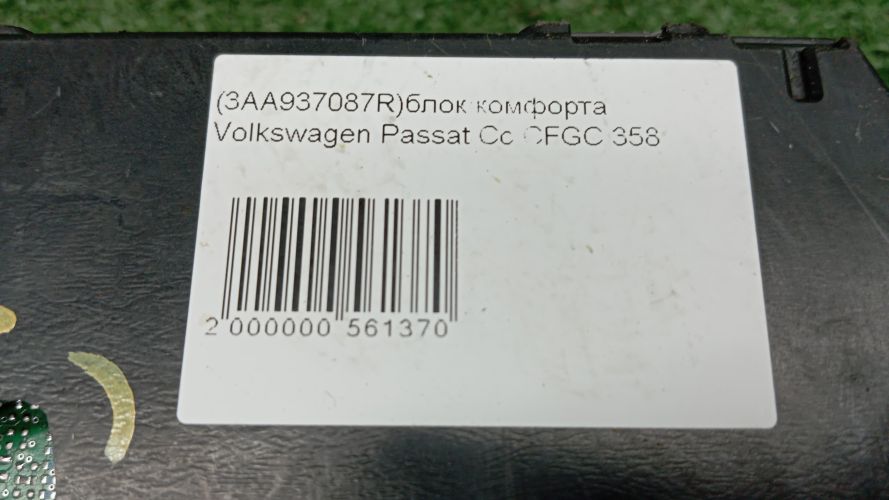 (3AA937087R)блок комфорта
Volkswagen Passat Cc CFGC 358
2 000000 561370